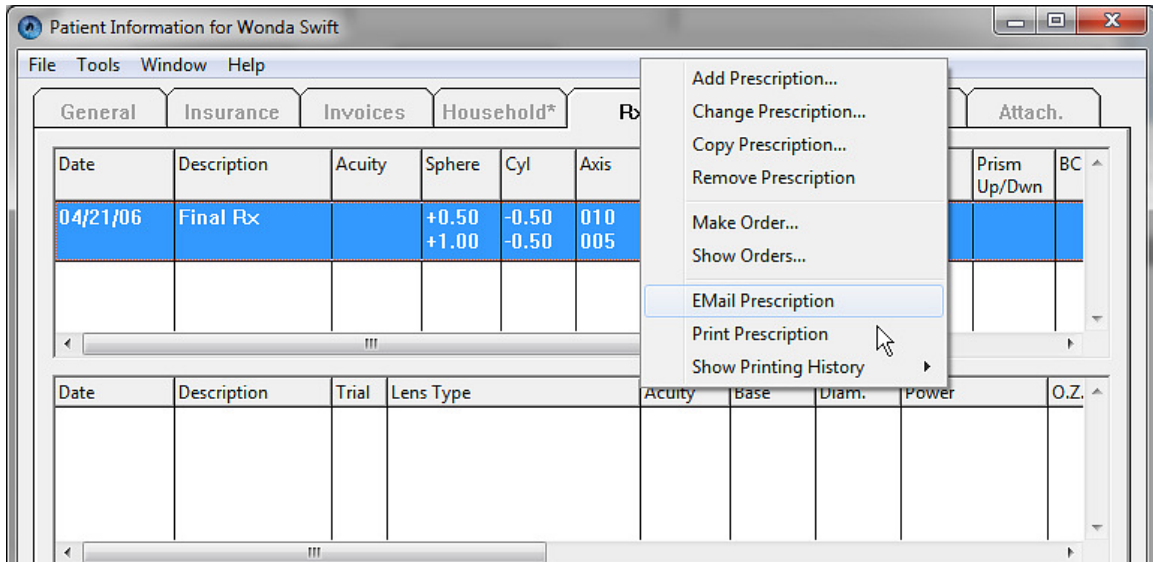 Patient Information for Wonda Swift
File Tools Window Help
General Insurance Invoices Household* Rx Attach.
Add Prescription...
Change Prescription...
Copy Prescription...
Remove Prescription
Make Order...
Show Orders...
EMail Prescription
Print Prescription
Show Printing History
Date Description Acuity Sphere Cyl Axis Prism Up/Dwn BC
04/21/06 Final Rx +0.50 -0.50 010
+1.00 -0.50 005
Date Description Trial Lens Type Acuity Base Diam. Power O.Z.